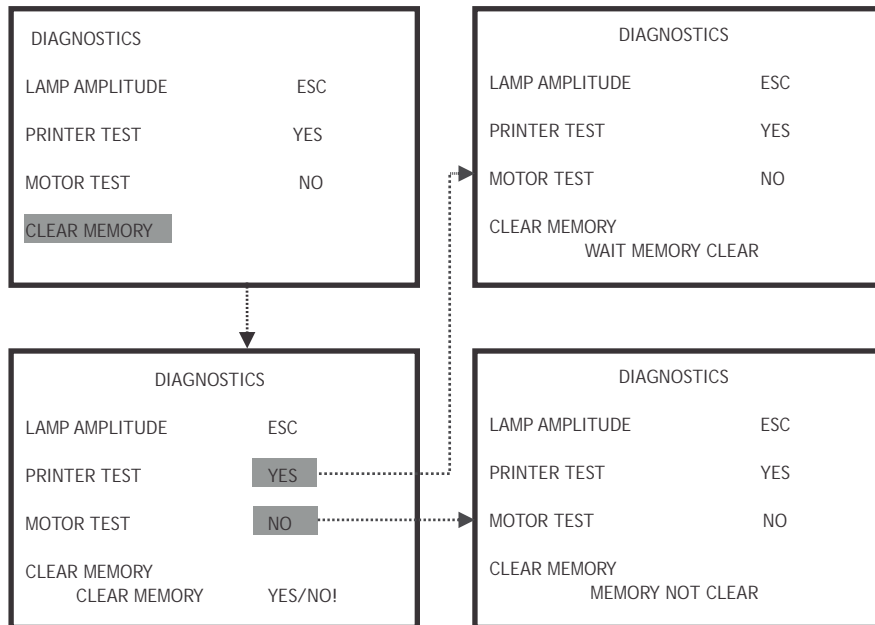 DIAGNOSTICS
LAMP AMPLITUDE ESC
PRINTER TEST YES
MOTOR TEST NO
CLEAR MEMORY
DIAGNOSTICS
LAMP AMPLITUDE ESC
PRINTER TEST YES
MOTOR TEST NO
CLEAR MEMORY
WAIT MEMORY CLEAR
DIAGNOSTICS
LAMP AMPLITUDE ESC
PRINTER TEST YES
MOTOR TEST NO
CLEAR MEMORY
CLEAR MEMORY YES/NO!
DIAGNOSTICS
LAMP AMPLITUDE ESC
PRINTER TEST YES
MOTOR TEST NO
CLEAR MEMORY
MEMORY NOT CLEAR